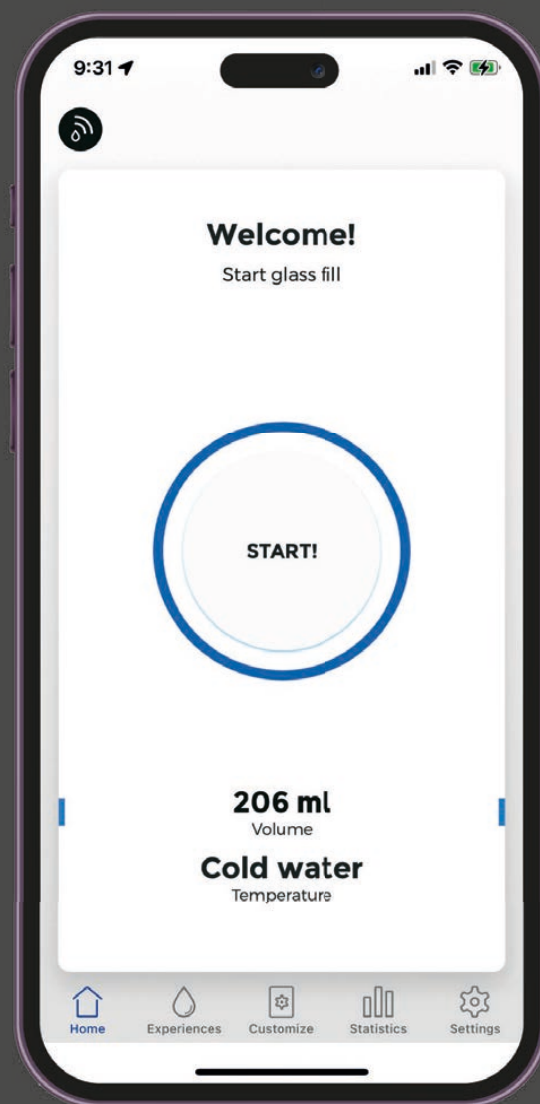 9:31
Welcome!
Start glass fill
START!
206 ml
Volume
Cold water
Temperature
Home Experiences Customize Statistics Settings